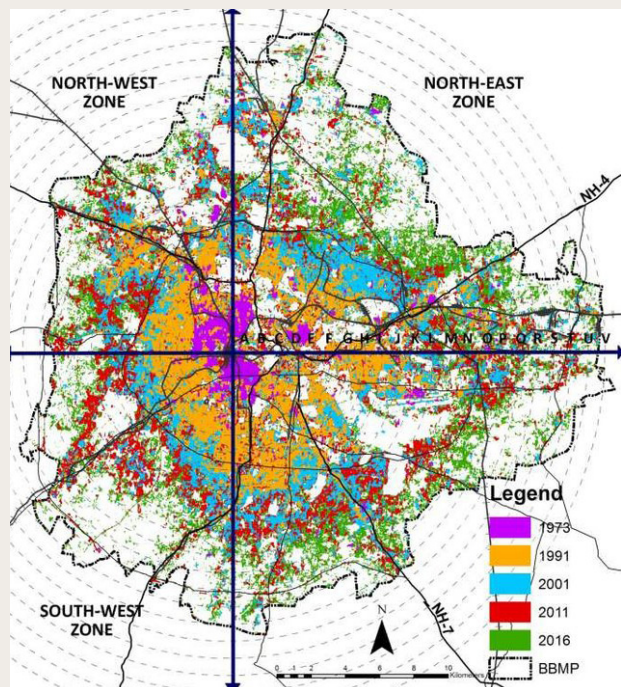 NORTH-WEST
ZONE
NORTH-EAST
ZONE
NH-4
A B C D E F G H I J K L M N O P Q R S T U V
Legend
1973
1991
2001
2011
2016
BBMP
SOUTH-WEST
ZONE
NH-7
N
0 1 2 4 6 8 10
Kilometers